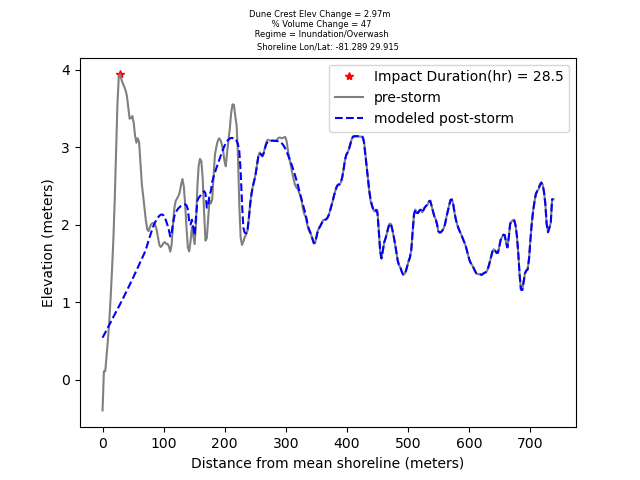 Dune Crest Elev Change = 2.97m
% Volume Change = 47
Regime = Inundation/Overwash
Shoreline Lon/Lat: -81.289 29.915
Impact Duration(hr) = 28.5
pre-storm
modeled post-storm
Elevation (meters)
4
3
2
1
0
0 100 200 300 400 500 600 700
Distance from mean shoreline (meters)